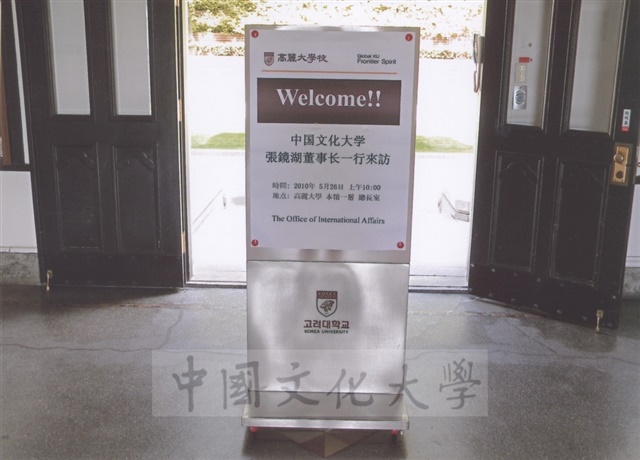 高麗大學校
Global KU
Frontier Spirit
Welcome!!
中国文化大学
張鏡湖董事长一行來訪
時間: 2010年 5月26日 上午10:00
地点: 高麗大學 本馆一層 總長室
The Office of International Affairs
고려대학교
KOREA UNIVERSITY
中國文化大學